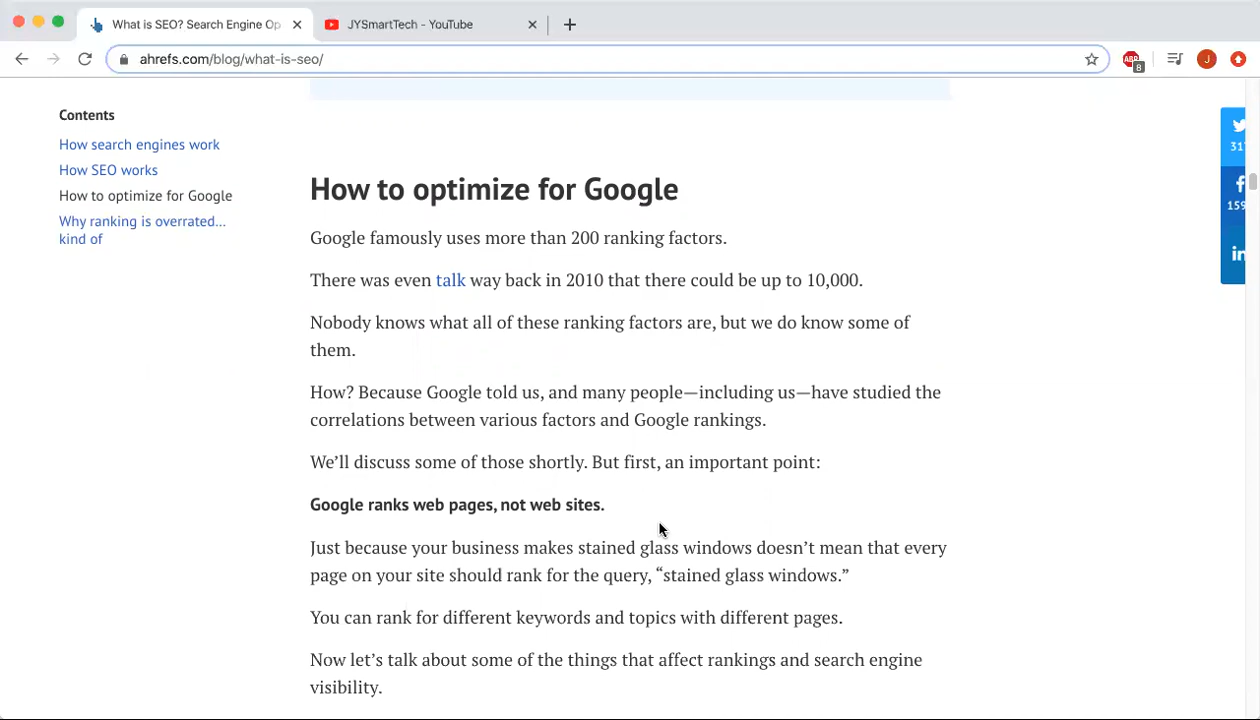 What is SEO? Search Engine Op
JYSmartTech - YouTube
ahrefs.com/blog/what-is-seo/
ABP
8
J
Contents
How search engines work
How SEO works
How to optimize for Google
Why ranking is overrated…
kind of
317
159
in
How to optimize for Google
Google famously uses more than 200 ranking factors.
There was even talk way back in 2010 that there could be up to 10,000.
Nobody knows what all of these ranking factors are, but we do know some of
them.
How? Because Google told us, and many people—including us—have studied the
correlations between various factors and Google rankings.
We’ll discuss some of those shortly. But first, an important point:
Google ranks web pages, not web sites.
Just because your business makes stained glass windows doesn’t mean that every
page on your site should rank for the query, “stained glass windows.”
You can rank for different keywords and topics with different pages.
Now let’s talk about some of the things that affect rankings and search engine
visibility.